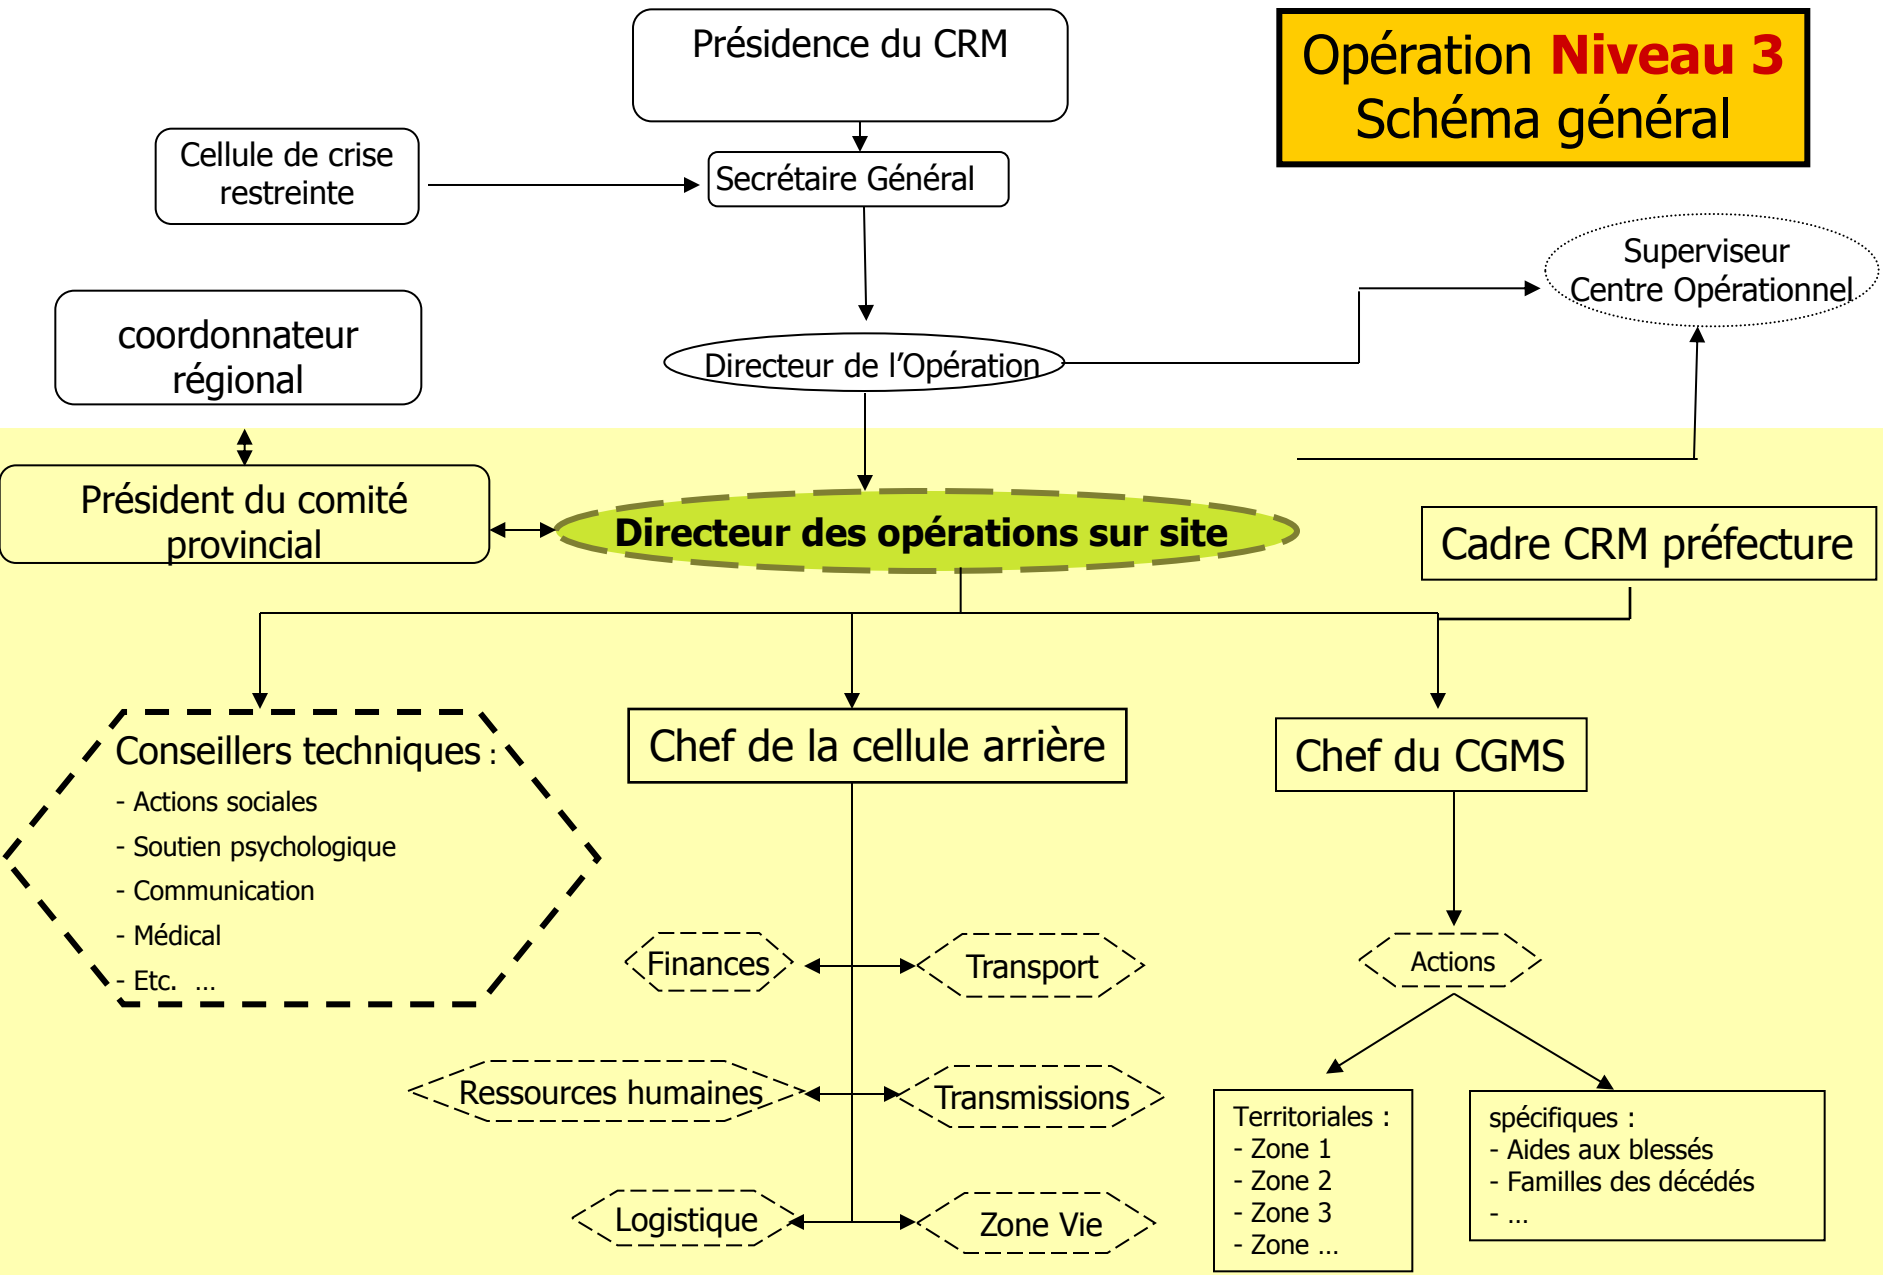 Présidence du CRM
Opération Niveau 3
Schéma général
Cellule de crise
restreinte
Secrétaire Général
Superviseur
Centre Opérationnel
coordonnateur
régional
Directeur de l’Opération
Président du comité
provincial
Directeur des opérations sur site
Cadre CRM préfecture
Conseillers techniques :
- Actions sociales
- Soutien psychologique
- Communication
- Médical
- Etc. …
Chef de la cellule arrière
Chef du CGMS
Finances
Transport
Actions
Ressources humaines
Transmissions
Logistique
Zone Vie
Territoriales :
- Zone 1
- Zone 2
- Zone 3
- Zone …
spécifiques :
- Aides aux blessés
- Familles des décédés
- …